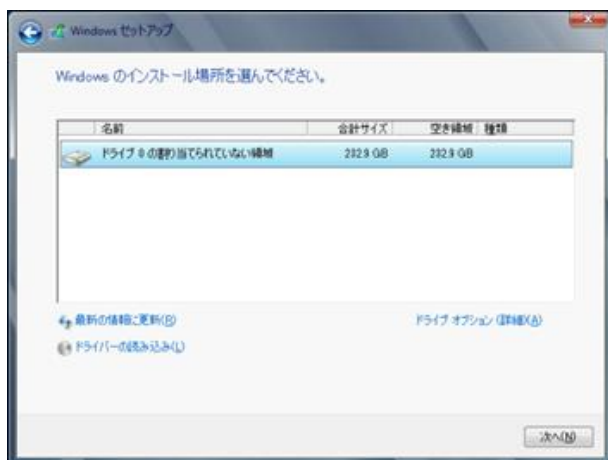 Windows セットアップ
Windows のインストール場所を選んでください。
名前 合計サイズ 空き領域 種類
ドライブ 0 の割り当てられていない領域 232.9 GB 232.9 GB
最新の情報に更新(R) ドライブ オプション (詳細)(A)
ドライバーの読み込み(L)
次へ(N)